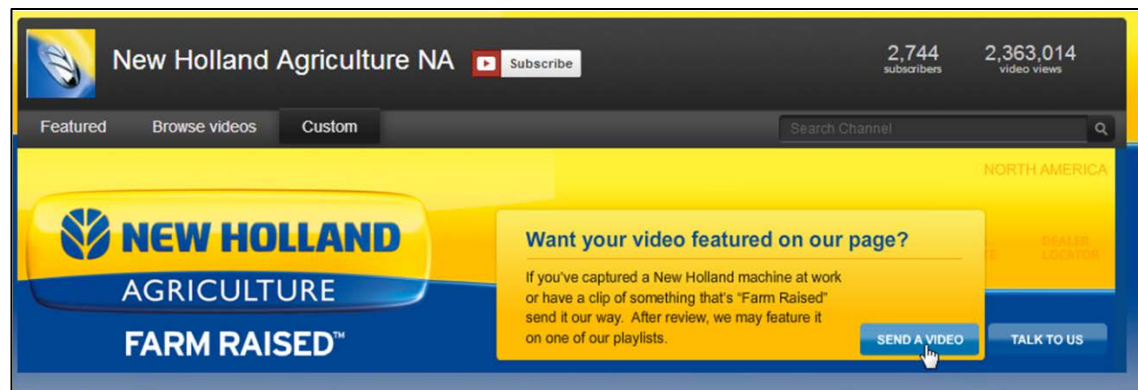 New Holland Agriculture NA
Subscribe
2,744
subscribers
2,363,014
video views
Featured
Browse videos
Custom
Search Channel
NORTH AMERICA
NEW HOLLAND
AGRICULTURE
FARM RAISED™
Want your video featured on our page?
If you've captured a New Holland machine at work
or have a clip of something that's "Farm Raised"
send it our way. After review, we may feature it
on one of our playlists.
DEALER
LOCATOR
SEND A VIDEO
TALK TO US